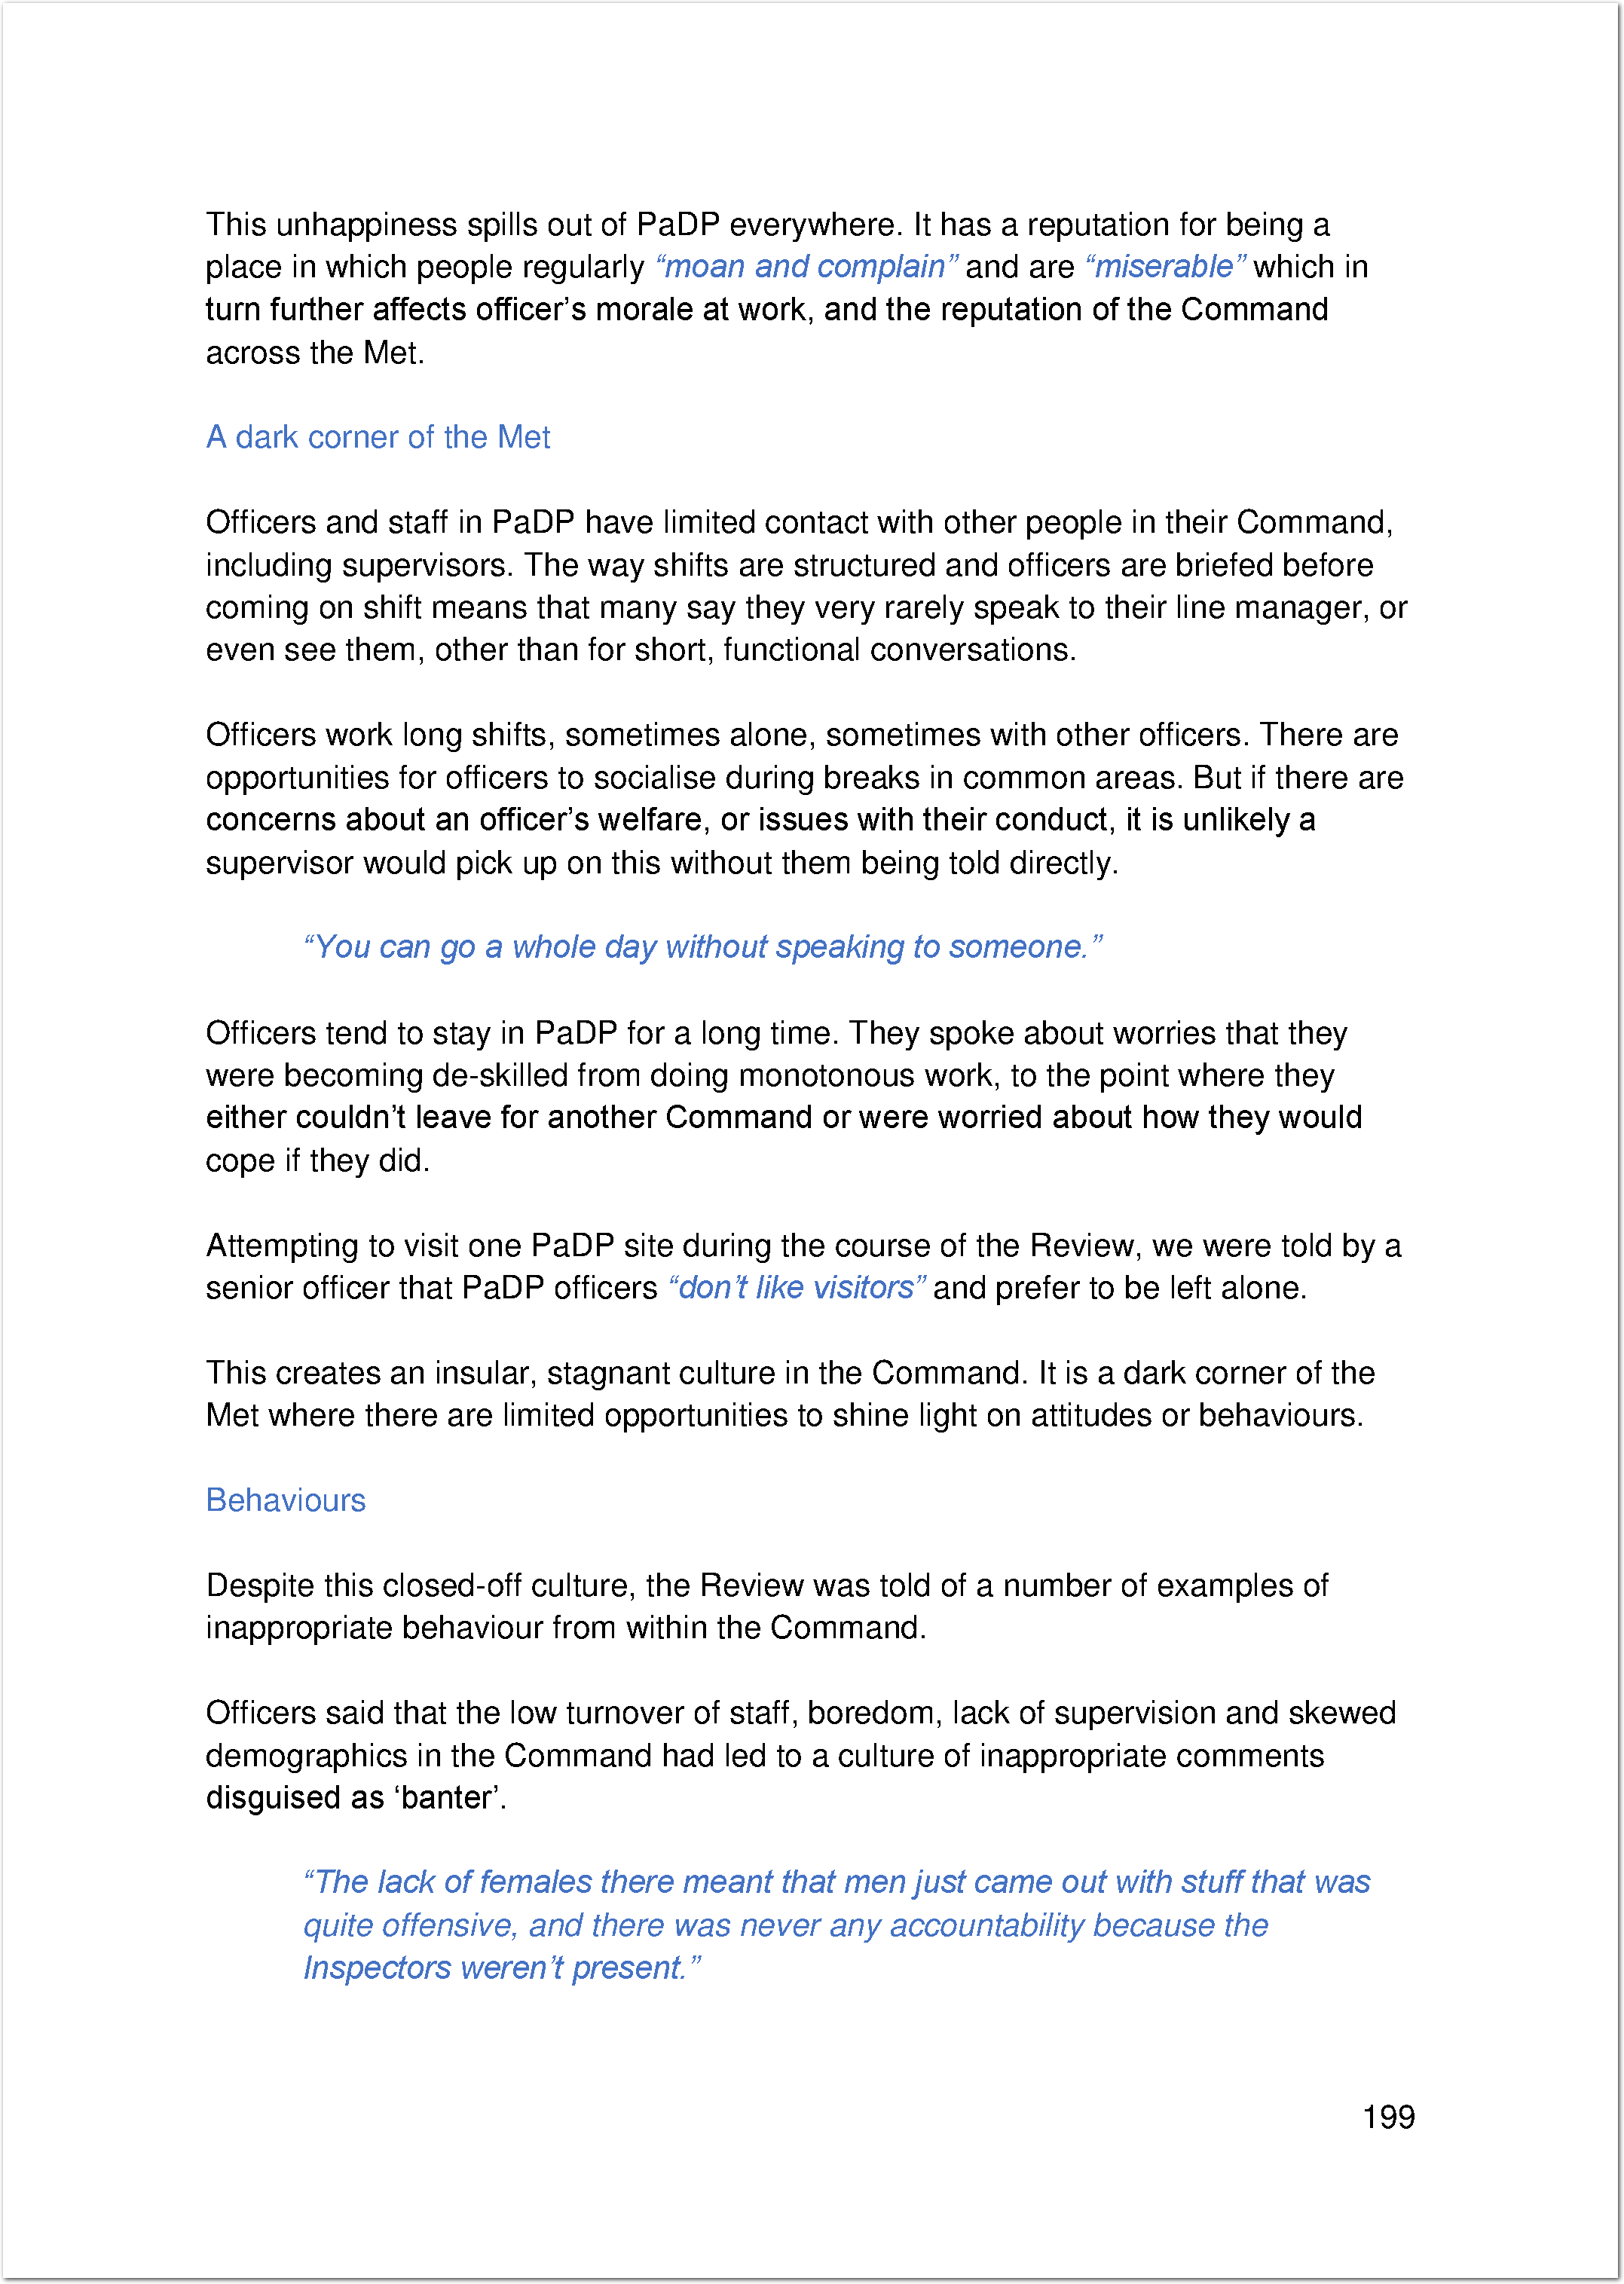 This unhappiness spills out of PaDP everywhere. It has a reputation for being a
place in which people regularly “moan and complain” and are “miserable” which in
turn further affects officer’s morale at work, and the reputation of the Command
across the Met.
A dark corner of the Met
Officers and staff in PaDP have limited contact with other people in their Command,
including supervisors. The way shifts are structured and officers are briefed before
coming on shift means that many say they very rarely speak to their line manager, or
even see them, other than for short, functional conversations.
Officers work long shifts, sometimes alone, sometimes with other officers. There are
opportunities for officers to socialise during breaks in common areas. But if there are
concerns about an officer’s welfare, or issues with their conduct, it is unlikely a
supervisor would pick up on this without them being told directly.
“You can go a whole day without speaking to someone.”
Officers tend to stay in PaDP for a long time. They spoke about worries that they
were becoming de-skilled from doing monotonous work, to the point where they
either couldn’t leave for another Command or were worried about how they would
cope if they did.
Attempting to visit one PaDP site during the course of the Review, we were told by a
senior officer that PaDP officers “don’t like visitors” and prefer to be left alone.
This creates an insular, stagnant culture in the Command. It is a dark corner of the
Met where there are limited opportunities to shine light on attitudes or behaviours.
Behaviours
Despite this closed-off culture, the Review was told of a number of examples of
inappropriate behaviour from within the Command.
Officers said that the low turnover of staff, boredom, lack of supervision and skewed
demographics in the Command had led to a culture of inappropriate comments
disguised as ‘banter’.
“The lack of females there meant that men just came out with stuff that was
quite offensive, and there was never any accountability because the
Inspectors weren’t present.”
199